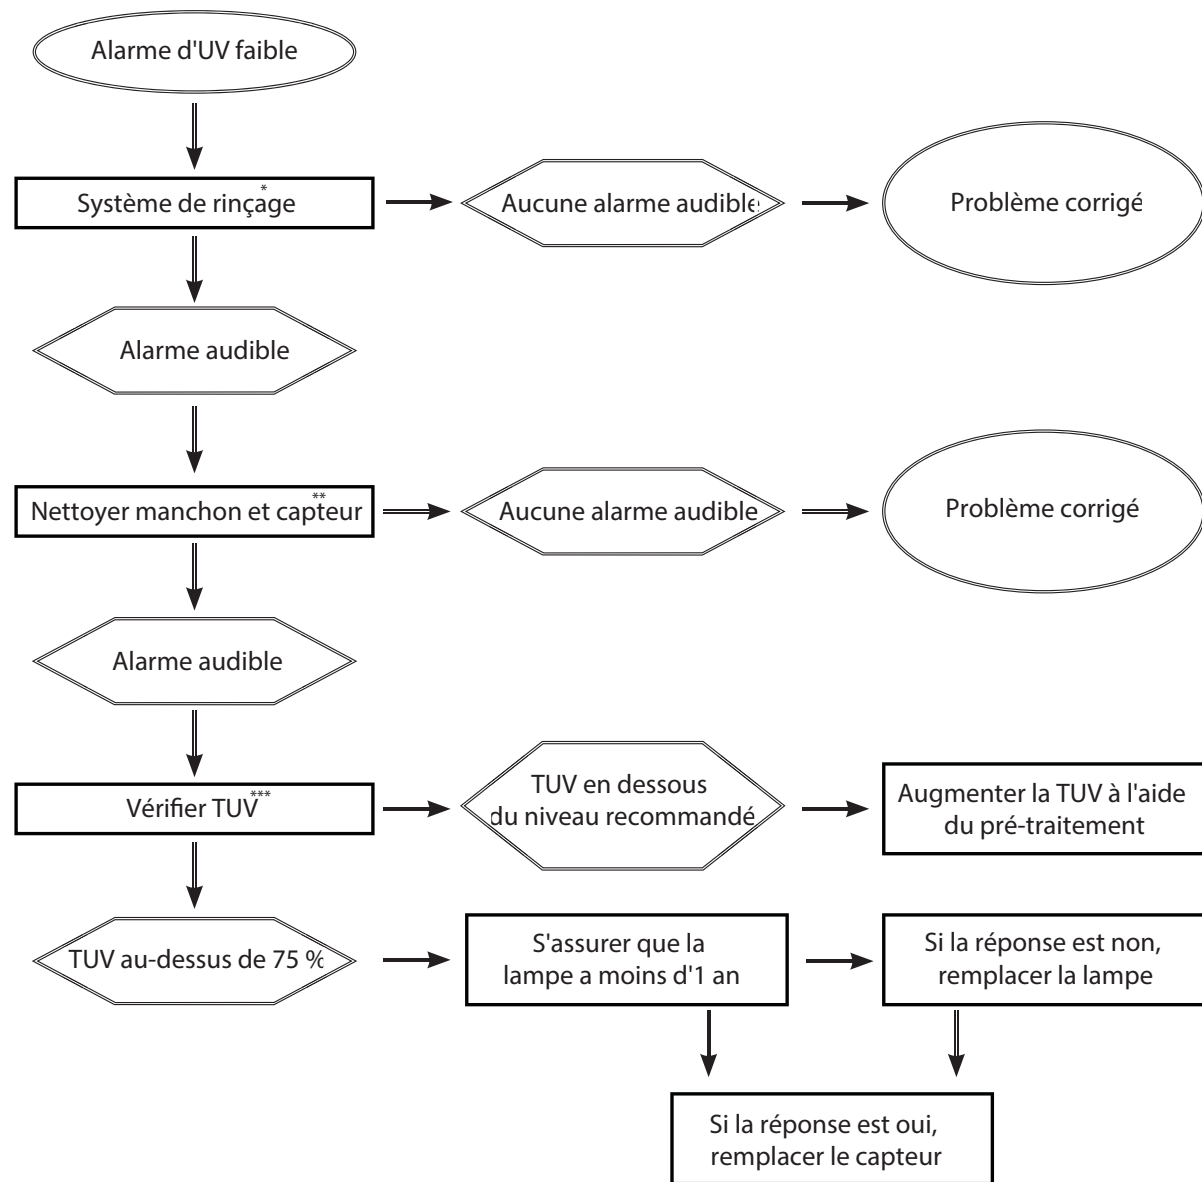 Alarme d'UV faible
Système de rinçage*
Aucune alarme audible
Problème corrigé
Alarme audible
Nettoyer manchon et capteur**
Aucune alarme audible
Problème corrigé
Alarme audible
Vérifier TUV***
TUV en dessous
du niveau recommandé
Augmenter la TUV à l'aide
du pré-traitement
TUV au-dessus de 75 %
S'assurer que la
lampe a moins d'1 an
Si la réponse est non,
remplacer la lampe
Si la réponse est oui,
remplacer le capteur